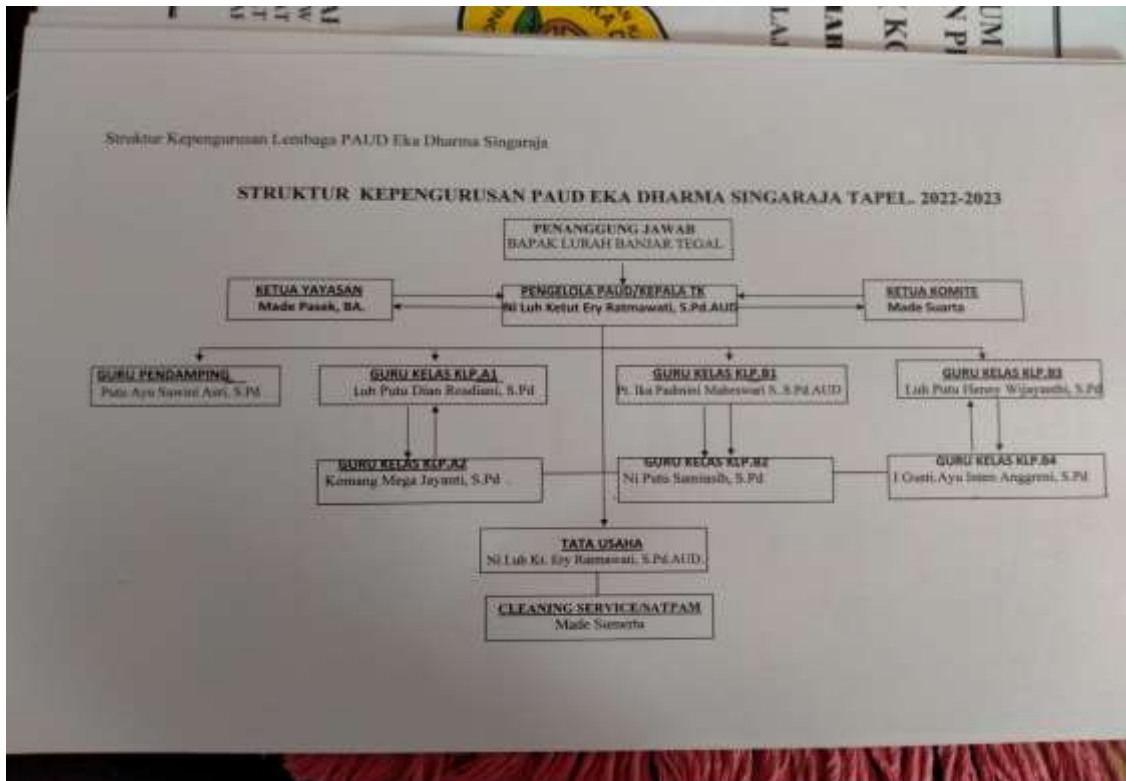 Struktur Kepengurusan Lembaga PAUD Eka Dharma Singaraja
STRUKTUR KEPENGURUSAN PAUD EKA DHARMA SINGARAJA TAPEL. 2022-2023
PENANGGUNG JAWAB
BAPAK LURAH BANJAR TEGAL
KETUA YAYASAN
Made Pasek, BA.
PENGELOLA PAUD/KEPALA TK
Ni Luh Ketut Ery Ratmawati, S.Pd.AUD
KETUA KOMITE
Made Suarta
GURU PENDAMPING
Putu Ayu Sawini Asri, S.Pd
GURU KELAS KLP.A1
Luh Putu Dian Rosdiani, S.Pd
GURU KELAS KLP.B1
Pt. Ika Padmini Maheswari S..S.Pd.AUD
GURU KELAS KLP.B3
Luh Putu Wijayanthi, S.Pd
GURU KELAS KLP.A2
Komang Mega Jayanti, S.Pd
GURU KELAS KLP.B2
Ni Putu Samiasih, S.Pd
GURU KELAS KLP.B4
I Gusti.Ayu Inten Anggreni, S.Pd
TATA USAHA
Ni Luh Kt. Ery Ratmawati, S.Pd.AUD.
CLEANING SERVICE/SATPAM
Made Sumerta